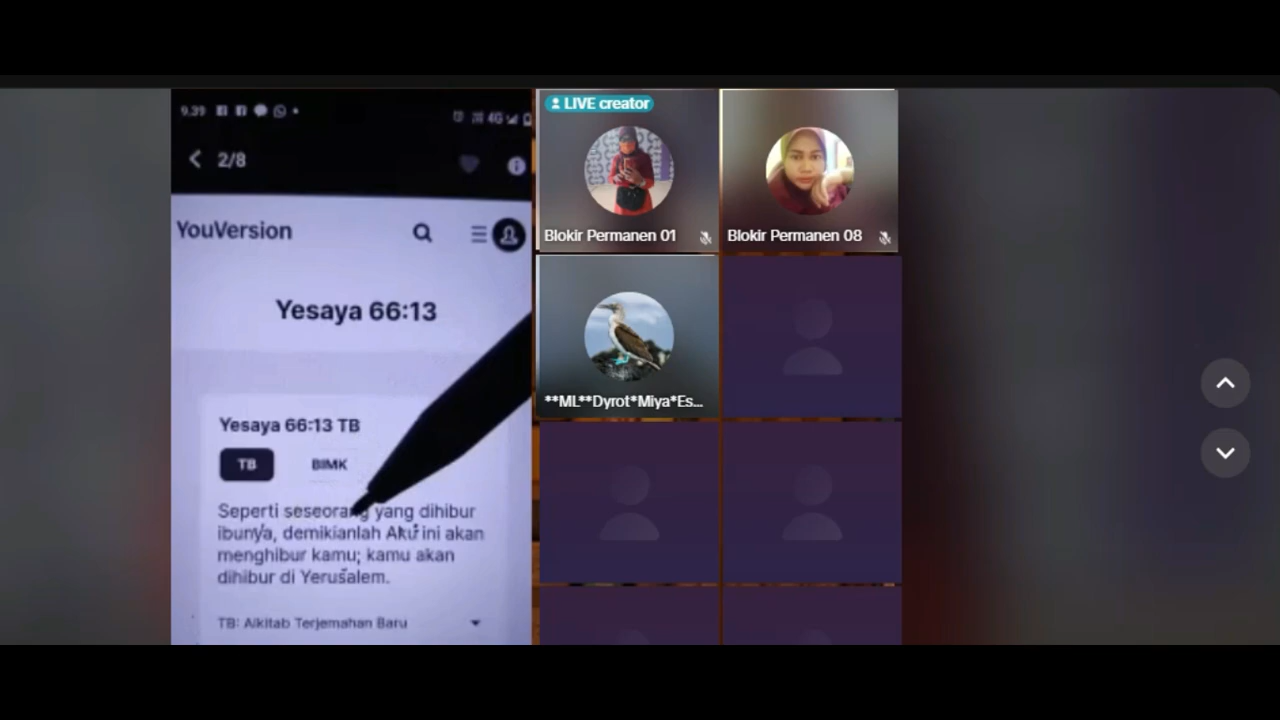 9.39
4G
2/8
YouVersion
Yesaya 66:13
Yesaya 66:13 TB
TB BIMK
Seperti seseorang yang dihibur
ibunya, demikianlah Aku ini akan
menghibur kamu; kamu akan
dihibur di Yerusalem.
TB: Alkitab Terjemahan Baru
LIVE creator
Blokir Permanen 01
Blokir Permanen 08
**ML**Dyrot*Miya*Es...